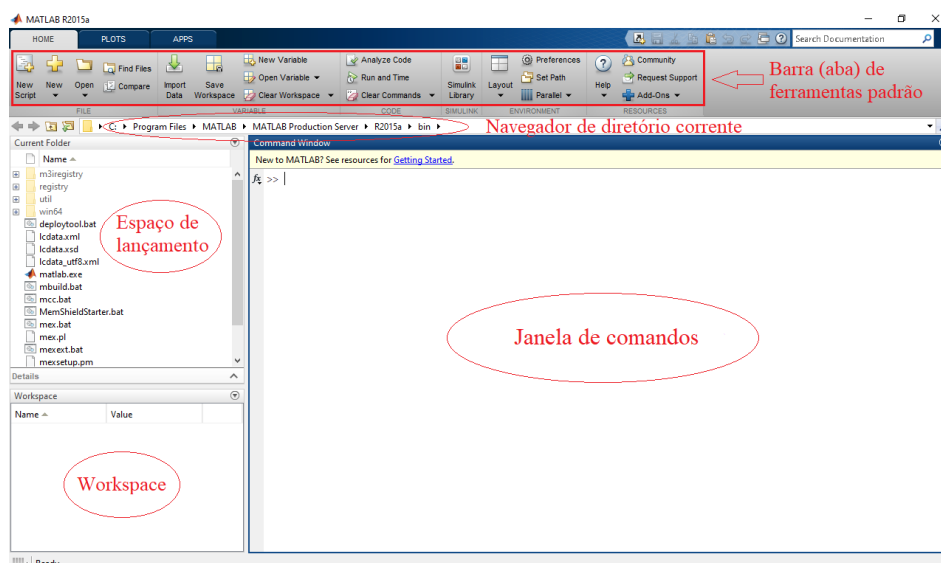 MATLAB R2015a
HOME PLOTS APPS
Search Documentation
New Script
New
Open
Find Files
Compare
Import Data
Save Workspace
New Variable
Open Variable
Clear Workspace
Analyze Code
Run and Time
Clear Commands
Simulink Library
Layout
Preferences
Set Path
Parallel
Help
Community
Request Support
Add-Ons
FILE VARIABLE CODE SIMULINK ENVIRONMENT RESOURCES
Barra (aba) de
ferramentas padrão
C: Program Files MATLAB MATLAB Production Server R2015a bin
Navegador de diretório corrente
Current Folder
Name
m3iregistry
registry
util
win64
deploytool.bat
lcdata.xml
lcdata.xsd
lcdata_utf8.xml
matlab.exe
mbuild.bat
mcc.bat
MemShieldStarter.bat
mex.bat
mex.pl
mexext.bat
mexsetup.pm
Espaço de
lançamento
Details
Workspace
Name Value
Workspace
Command Window
New to MATLAB? See resources for Getting Started.
fx >>
Janela de comandos
Ready